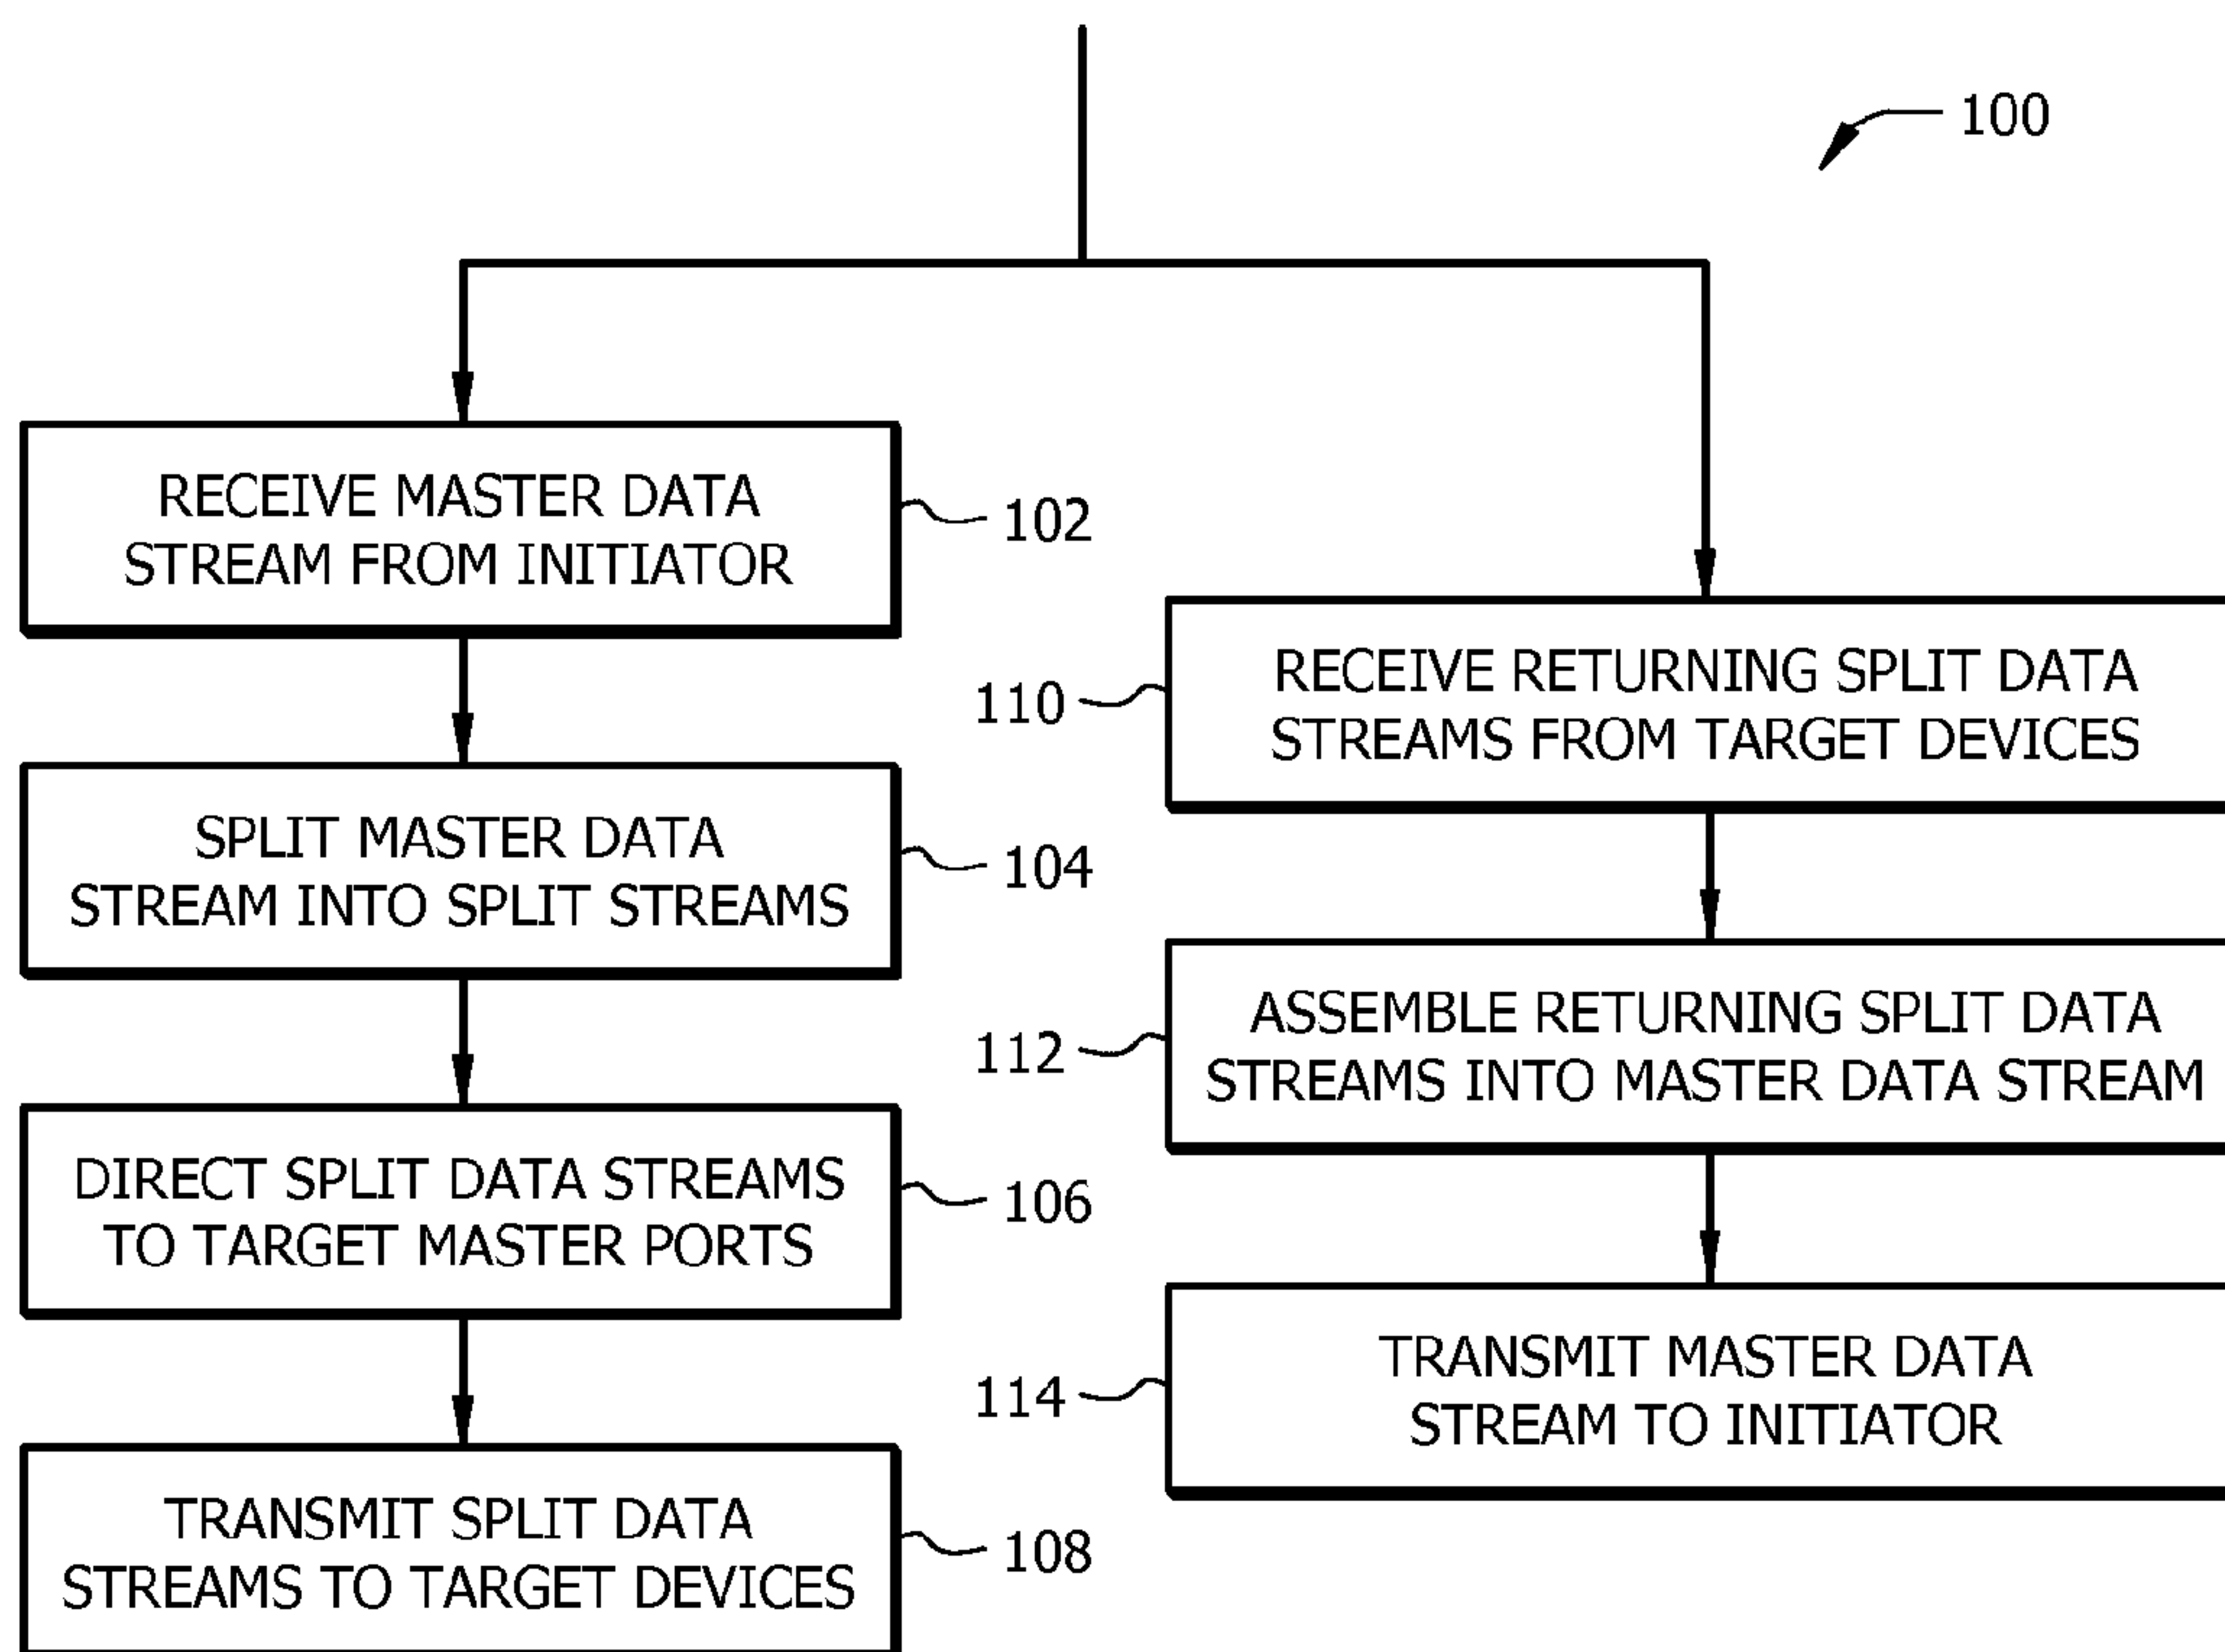 100
RECEIVE MASTER DATA
STREAM FROM INITIATOR
102
SPLIT MASTER DATA
STREAM INTO SPLIT STREAMS
104
DIRECT SPLIT DATA STREAMS
TO TARGET MASTER PORTS
106
TRANSMIT SPLIT DATA
STREAMS TO TARGET DEVICES
108
RECEIVE RETURNING SPLIT DATA
STREAMS FROM TARGET DEVICES
110
ASSEMBLE RETURNING SPLIT DATA
STREAMS INTO MASTER DATA STREAM
112
TRANSMIT MASTER DATA
STREAM TO INITIATOR
114